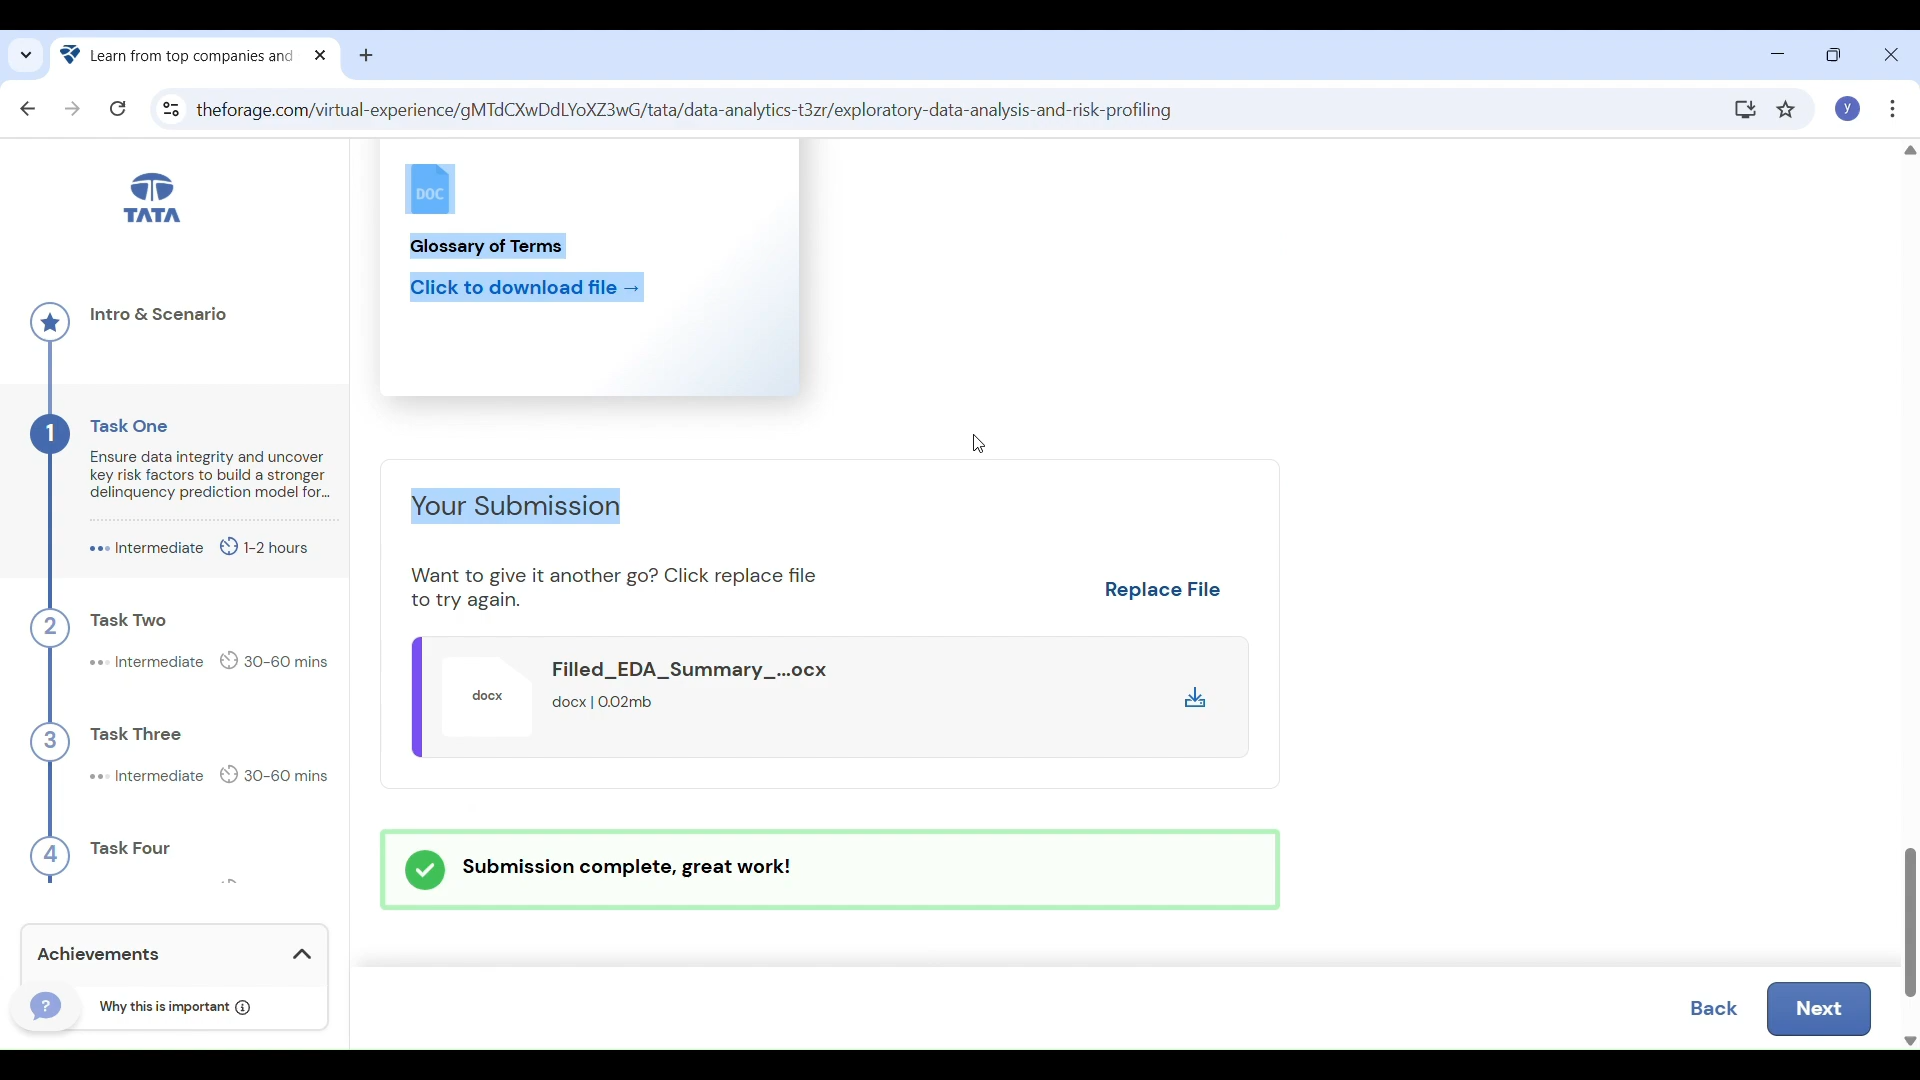 Learn from top companies and
theforage.com/virtual-experience/gMTdCXwDdLYoXZ3wG/tata/data-analytics-t3zr/exploratory-data-analysis-and-risk-profiling
y
TATA
Intro & Scenario
1
Task One
Ensure data integrity and uncover
key risk factors to build a stronger
delinquency prediction model for...
Intermediate 1-2 hours
2
Task Two
Intermediate 30-60 mins
3
Task Three
Intermediate 30-60 mins
4
Task Four
Achievements
?
Why this is important
DOC
Glossary of Terms
Click to download file →
Your Submission
Want to give it another go? Click replace file
to try again.
Replace File
docx
Filled_EDA_Summary_...ocx
docx | 0.02mb
Submission complete, great work!
Back
Next